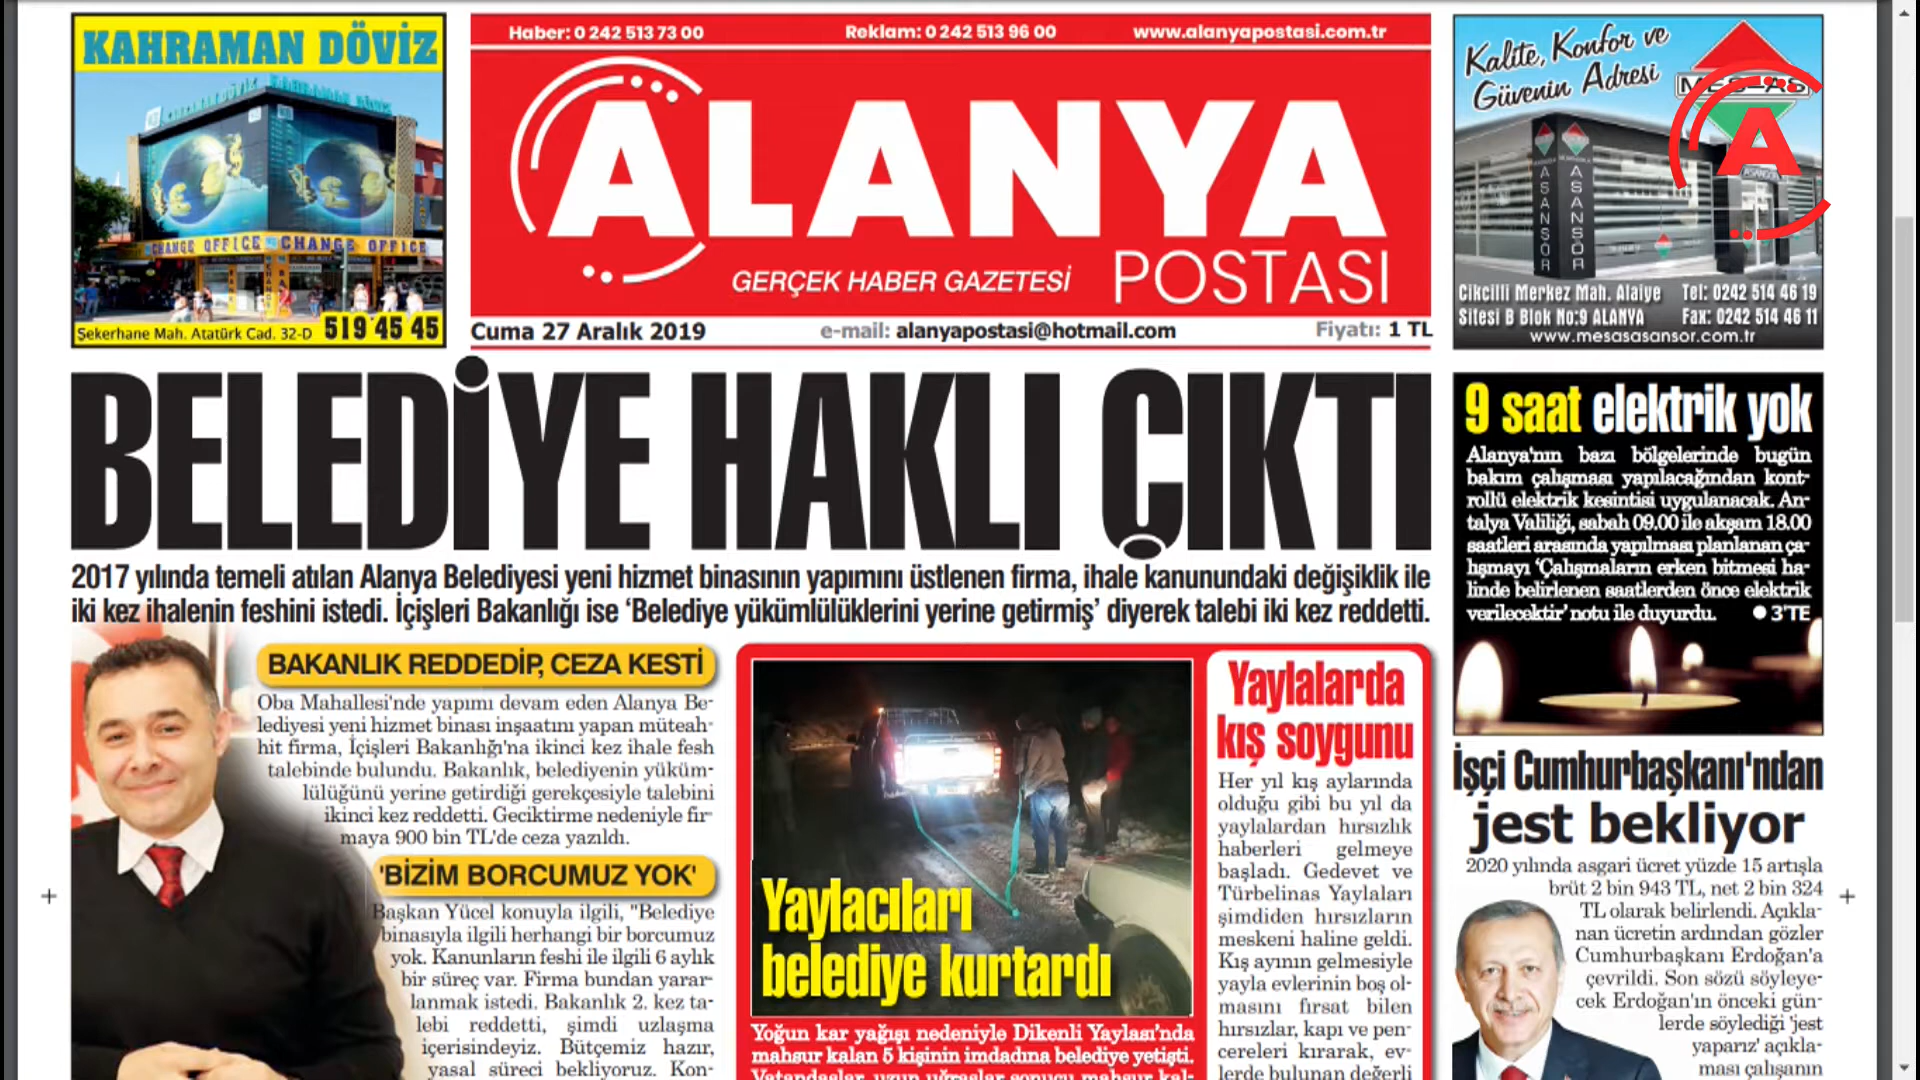 KAHRAMAN DÖVİZ
CHANGE OFFICE CHANGE OFFICE
Şekerhane Mah. Atatürk Cad. 32-D 519 45 45
Haber: 0 242 513 73 00 Reklam: 0 242 513 96 00 www.alanyapostasi.com.tr
ALANYA
POSTASI
GERÇEK HABER GAZETESİ
Cuma 27 Aralık 2019 e-mail: alanyapostasi@hotmail.com Fiyatı: 1 TL
Kalite, Konfor ve
Güvenin Adresi
MES-AS
A
ASANSÖR
ASANSÖR
Cikcilli Merkez Mah. Alaiye Tel: 0242 514 46 19
Sitesi B Blok No:9 ALANYA Fax: 0242 514 46 11
www.mesasasansor.com.tr
BELEDİYE HAKLI ÇIKTI
2017 yılında temeli atılan Alanya Belediyesi yeni hizmet binasının yapımını üstlenen firma, ihale kanunundaki değişiklik ile
iki kez ihalenin feshini istedi. İçişleri Bakanlığı ise ‘Belediye yükümlülüklerini yerine getirmiş’ diyerek talebi iki kez reddetti.
BAKANLIK REDDEDİP, CEZA KESTİ
Oba Mahallesi'nde yapımı devam eden Alanya Be-
lediyesi yeni hizmet binası inşaatını yapan müteah-
hit firma, İçişleri Bakanlığı'na ikinci kez ihale fesh
talebinde bulundu. Bakanlık, belediyenin yüküm-
lülüğünü yerine getirdiği gerekçesiyle talebini
ikinci kez reddetti. Geciktirme nedeniyle fir-
maya 900 bin TL'de ceza yazıldı.
'BİZİM BORCUMUZ YOK'
Başkan Yücel konuyla ilgili, "Belediye
binasıyla ilgili herhangi bir borcumuz
yok. Kanunların feshi ile ilgili 6 aylık
bir süreç var. Firma bundan yarar-
lanmak istedi. Bakanlık 2. kez ta-
lebi reddetti, şimdi uzlaşma
içerisindeyiz. Bütçemiz hazır,
yasal süreci bekliyoruz. Kon-
Yaylacıları
belediye kurtardı
Yoğun kar yağışı nedeniyle Dikenli Yaylası’nda
mahsur kalan 5 kişinin imdadına belediye yetişti.
Vatandaşlar, uzun uğraşlar sonucu mahsur kal-
Yaylalarda
kış soygunu
Her yıl kış aylarında
olduğu gibi bu yıl da
yaylalardan hırsızlık
haberleri gelmeye
başladı. Gedevet ve
Türbelinas Yaylaları
şimdiden hırsızların
meskeni haline geldi.
Kış ayının gelmesiyle
yayla evlerinin boş ol-
masını fırsat bilen
hırsızlar, kapı ve pen-
cereleri kırarak, ev-
lerde bulunan değerli
9 saat elektrik yok
Alanya'nın bazı bölgelerinde bugün
bakım çalışması yapılacağından kont-
rollü elektrik kesintisi uygulanacak. An-
talya Valiliği, sabah 09.00 ile akşam 18.00
saatleri arasında yapılması planlanan ça-
lışmayı ‘Çalışmaların erken bitmesi ha-
linde belirlenen saatlerden önce elektrik
verilecektir’ notu ile duyurdu. ● 3'TE
İşçi Cumhurbaşkanı'ndan
jest bekliyor
2020 yılında asgari ücret yüzde 15 artışla
brüt 2 bin 943 TL, net 2 bin 324
TL olarak belirlendi. Açıkla-
nan ücretin ardından gözler
Cumhurbaşkanı Erdoğan'a
çevrildi. Son sözü söyleye-
cek Erdoğan'ın önceki gün-
lerde söylediği 'jest
yaparız' açıkla-
ması çalışanın